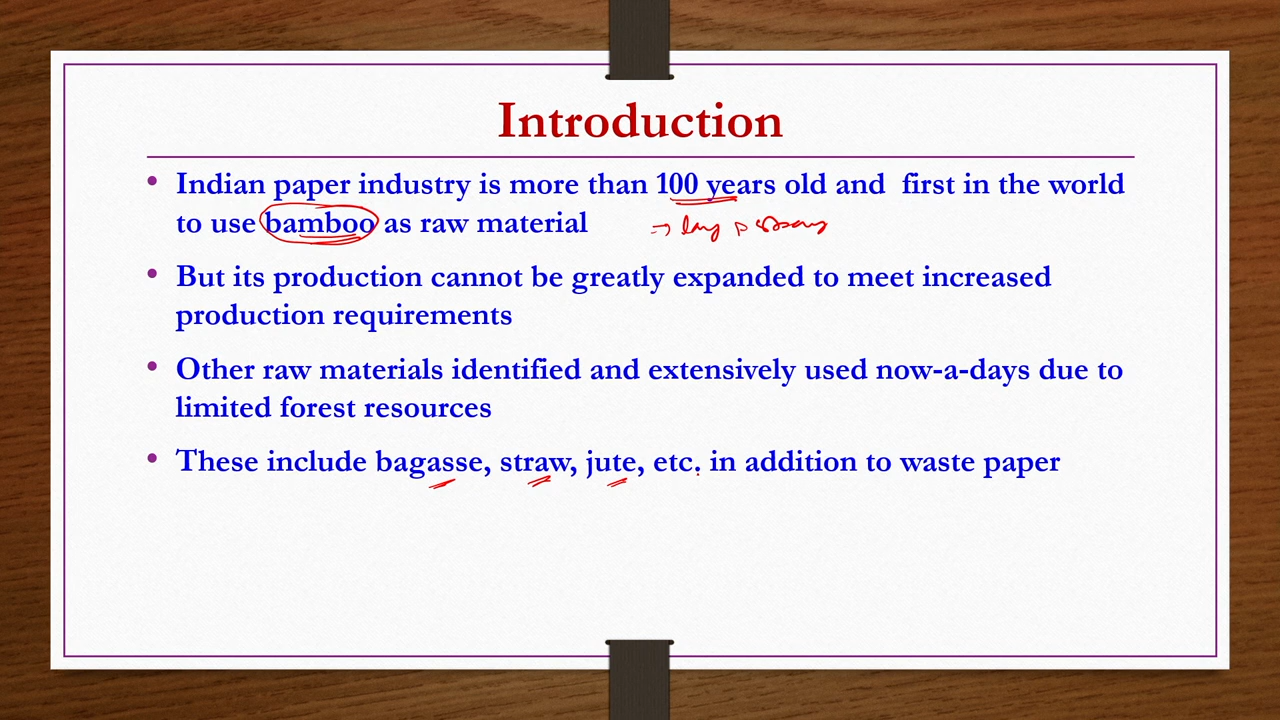 Introduction
• Indian paper industry is more than 100 years old and first in the world
to use bamboo as raw material
• But its production cannot be greatly expanded to meet increased
production requirements
• Other raw materials identified and extensively used now-a-days due to
limited forest resources
• These include bagasse, straw, jute, etc. in addition to waste paper